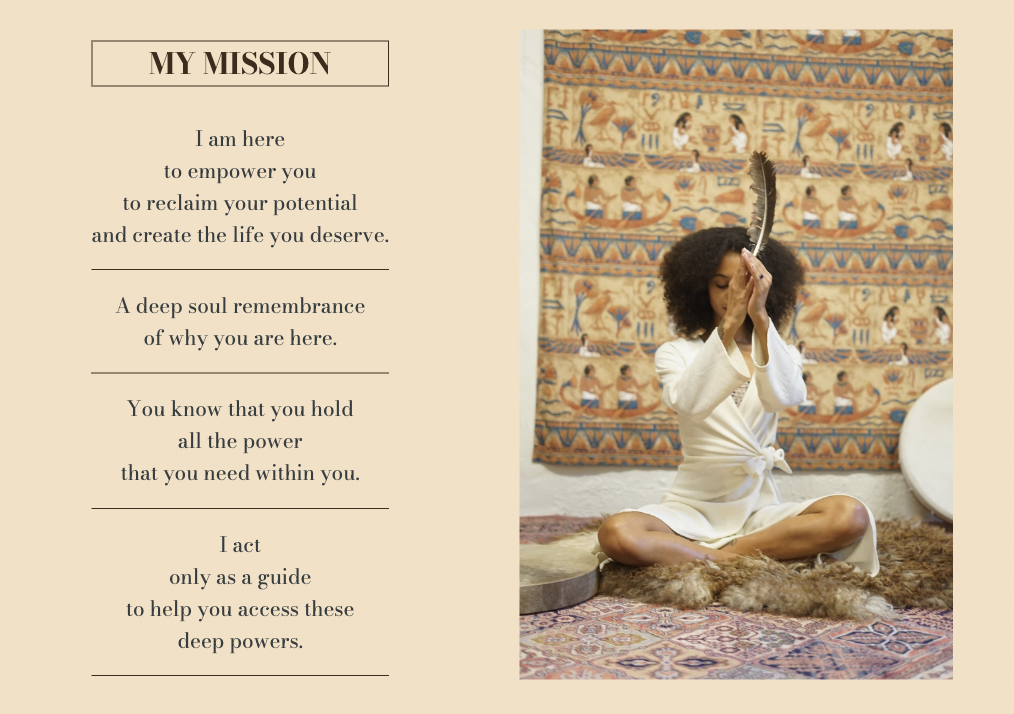 MY MISSION
I am here
to empower you
to reclaim your potential
and create the life you deserve.
A deep soul remembrance
of why you are here.
You know that you hold
all the power
that you need within you.
I act
only as a guide
to help you access these
deep powers.